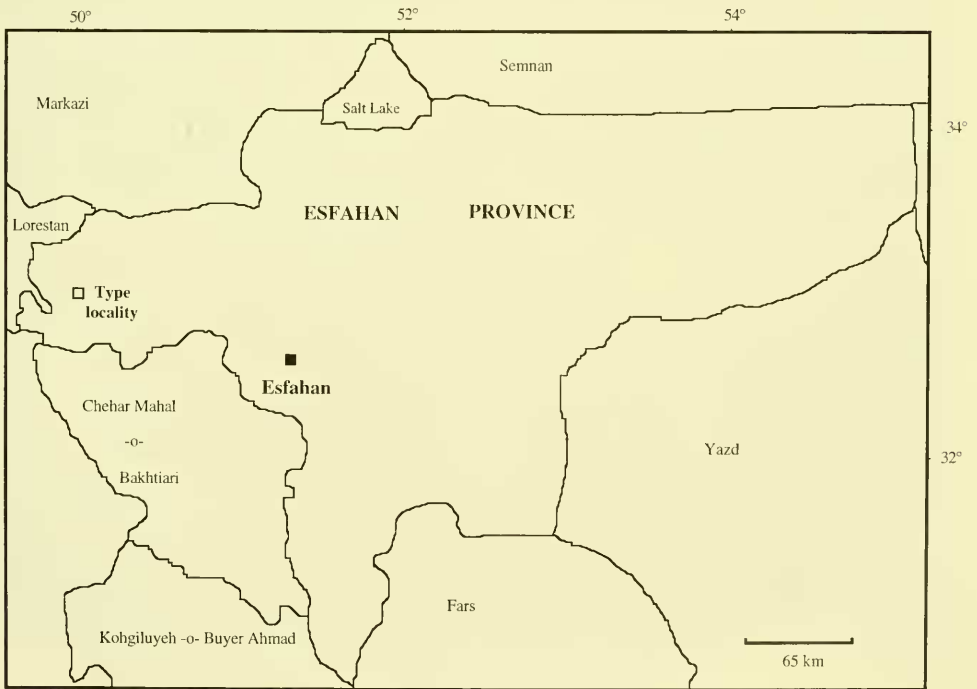 50°
52°
54°
Semnan
Markazi
Salt Lake
34°
ESFAHAN PROVINCE
Lorestan
Type
locality
Esfahan
Chehar Mahal
-o-
Bakhtiari
Yazd
32°
Fars
Kohgiluyeh -o- Buyer Ahmad
65 km